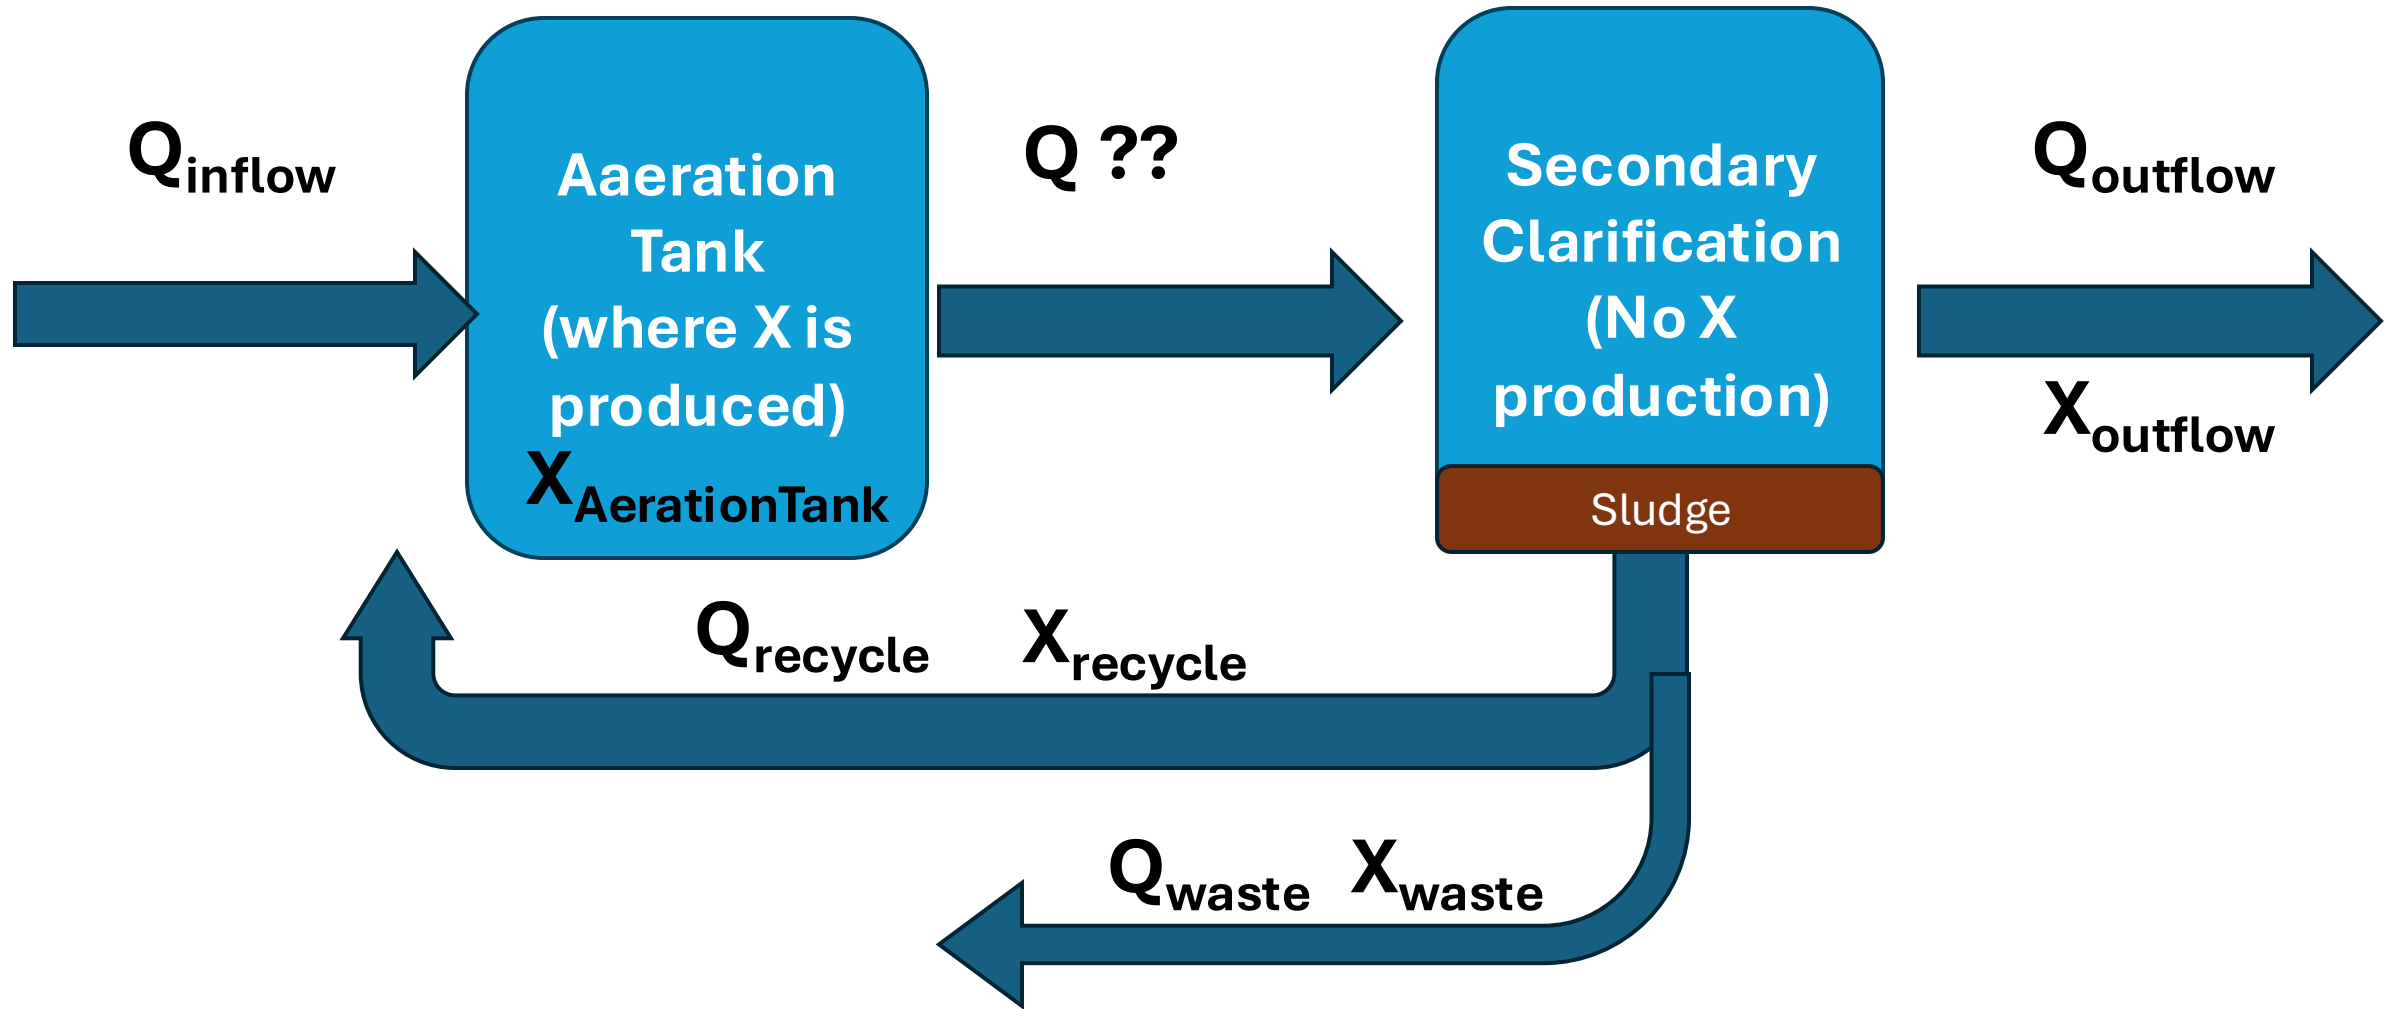 Qinflow
Aaeration
Tank
(where X is
produced)
XAerationTank
Q ??
Secondary
Clarification
(No X
production)
Sludge
Qoutflow
Xoutflow
Qrecycle Xrecycle
Qwaste Xwaste